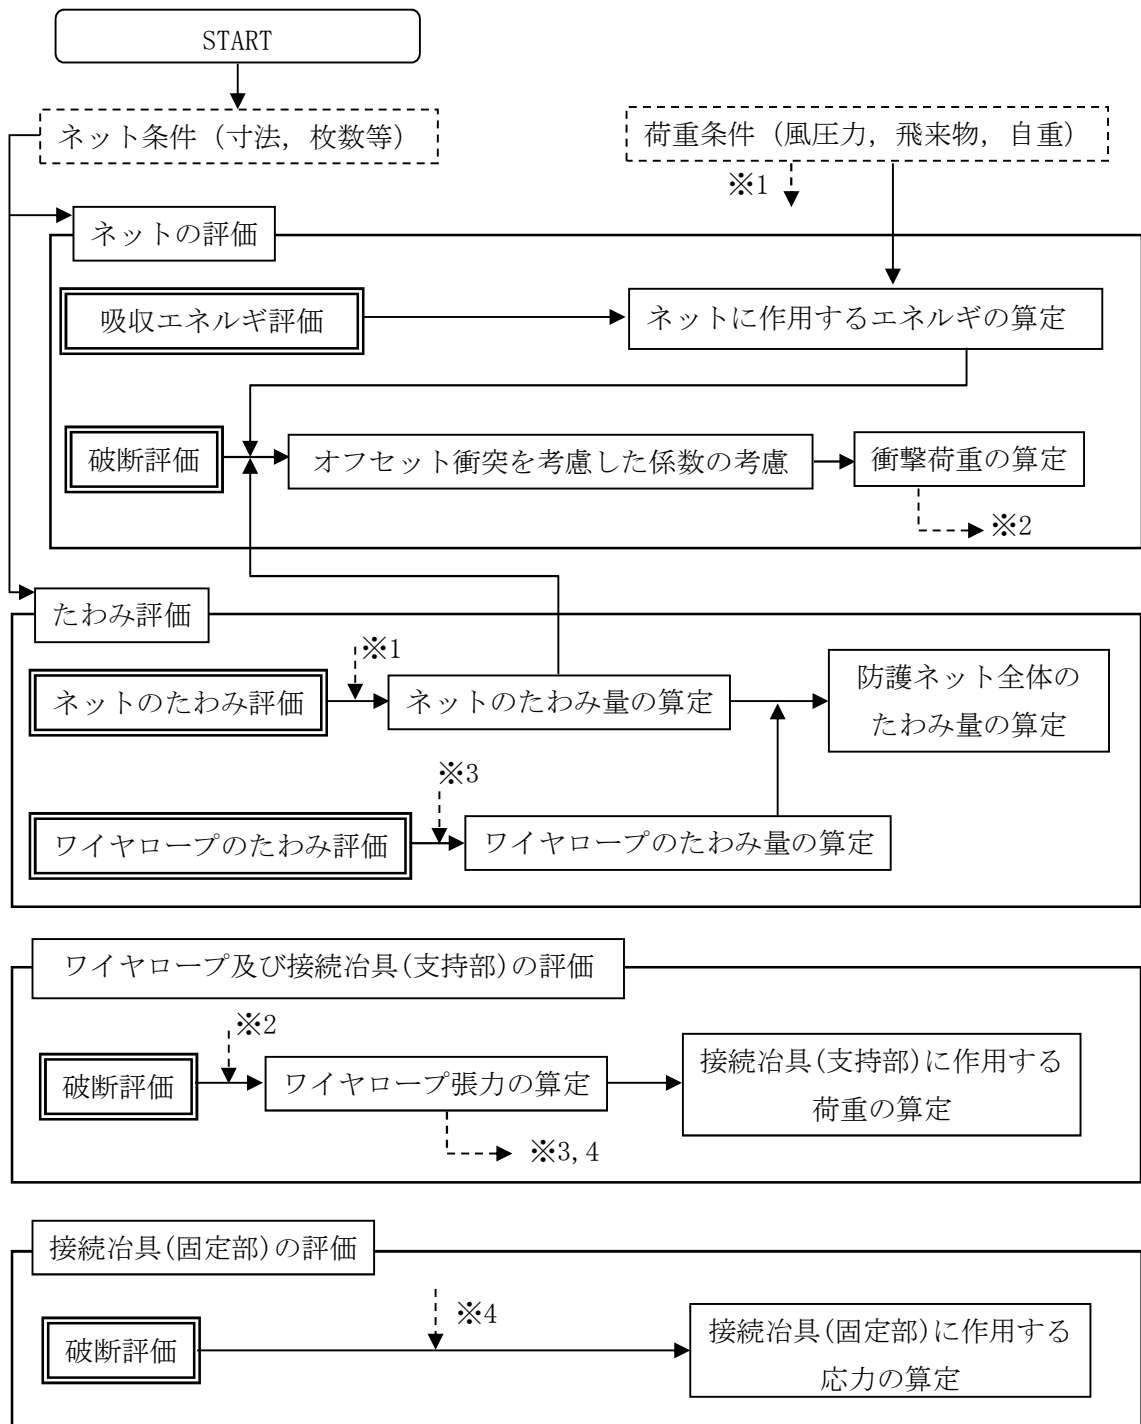 START
ネット条件（寸法，枚数等）
荷重条件（風圧力，飛来物，自重）
※1
ネットの評価
吸収エネルギ評価
ネットに作用するエネルギの算定
破断評価
オフセット衝突を考慮した係数の考慮
衝撃荷重の算定
※2
たわみ評価
※1
ネットのたわみ評価
ネットのたわみ量の算定
防護ネット全体の
たわみ量の算定
※3
ワイヤロープのたわみ評価
ワイヤロープのたわみ量の算定
ワイヤロープ及び接続冶具(支持部)の評価
※2
破断評価
ワイヤロープ張力の算定
接続冶具(支持部)に作用する
荷重の算定
※3,4
接続冶具(固定部)の評価
※4
破断評価
接続冶具(固定部)に作用する
応力の算定